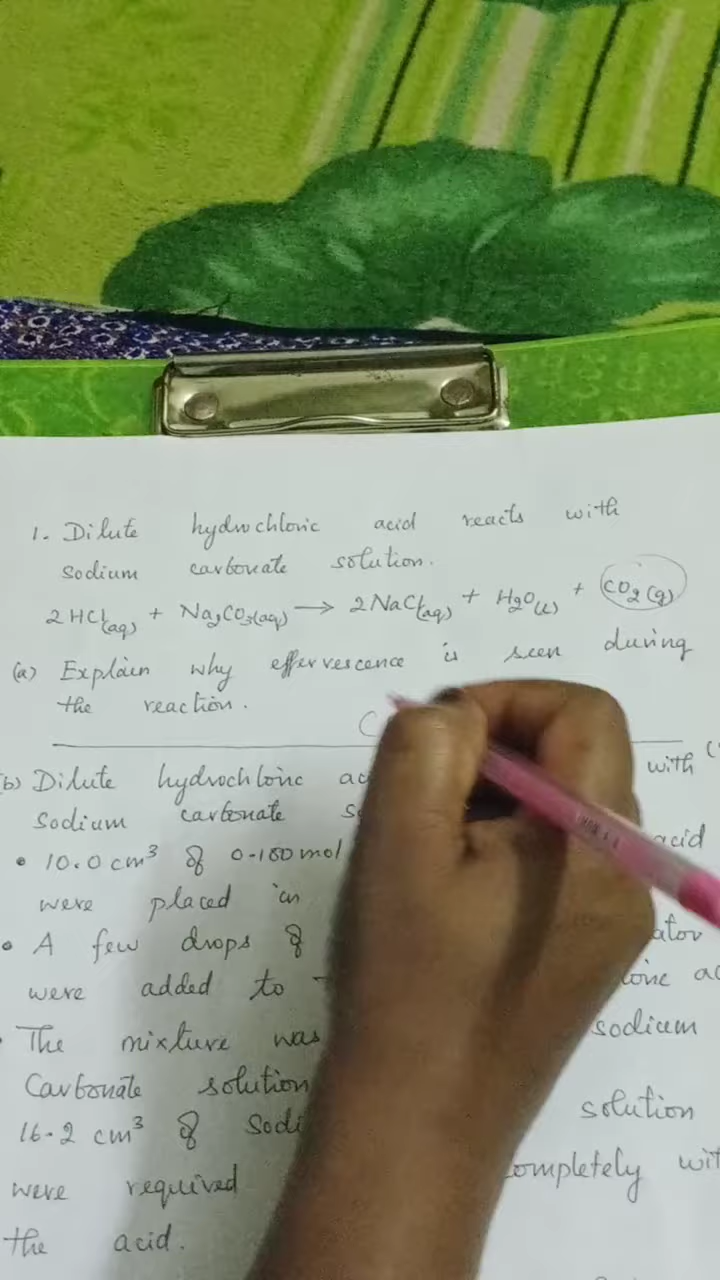 1. Dilute hydrochloric acid reacts with
sodium carbonate solution.
2HCl(aq) + Na2CO3(aq) → 2NaCl(aq) + H2O(l) + CO2(g)
(a) Explain why effervescence is seen during
the reaction.
C
(b) Dilute hydrochloric with
Sodium carbonate
• 10.0 cm³ of 0.100 mol acid
were placed in
• A few drops of
were added to
The mixture was sodium
Carbonate solution
16.2 cm³ of solution
were required completely
the acid.